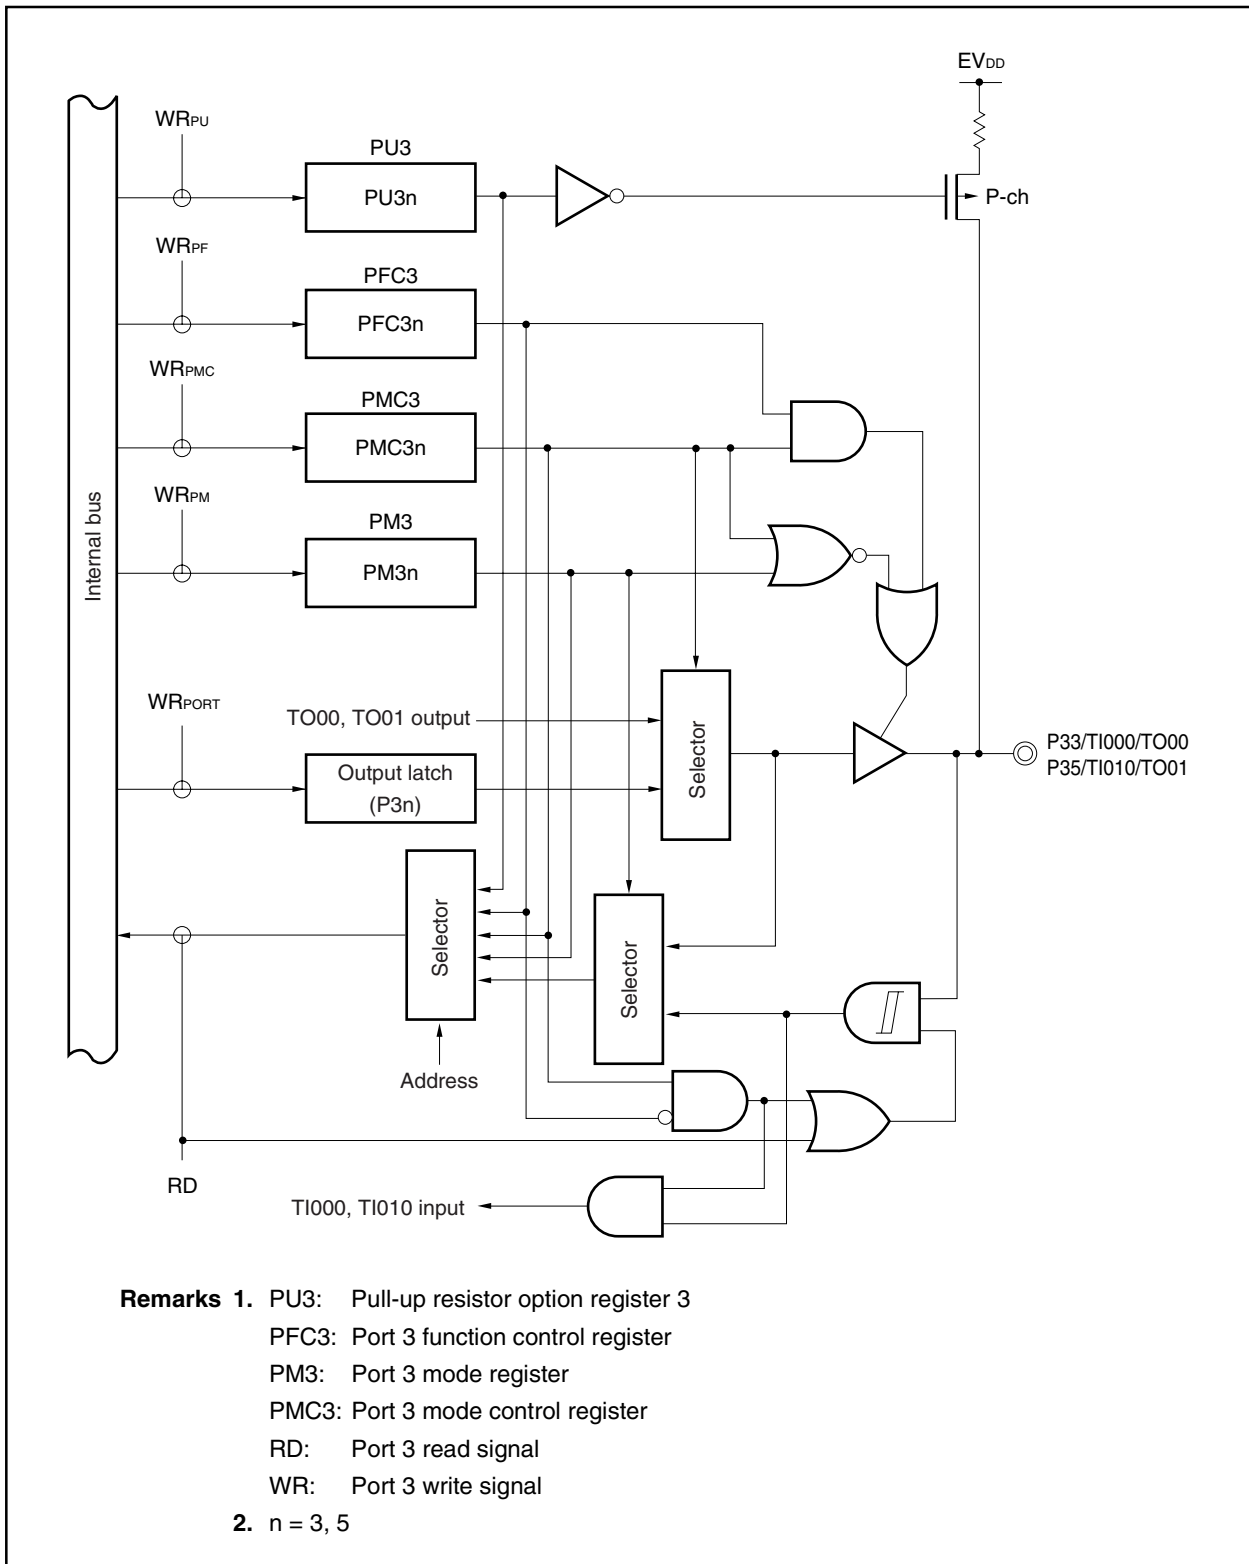 EVDD
WRPU
PU3
PU3n
P-ch
WRPF
PFC3
PFC3n
WRPMC
PMC3
PMC3n
WRPM
PM3
PM3n
Internal bus
WRPORT
TO00, TO01 output
Output latch
(P3n)
Selector
P33/TI000/TO00
P35/TI010/TO01
Selector
Selector
Address
RD
TI000, TI010 input
Remarks 1. PU3: Pull-up resistor option register 3
PFC3: Port 3 function control register
PM3: Port 3 mode register
PMC3: Port 3 mode control register
RD: Port 3 read signal
WR: Port 3 write signal
2. n = 3, 5